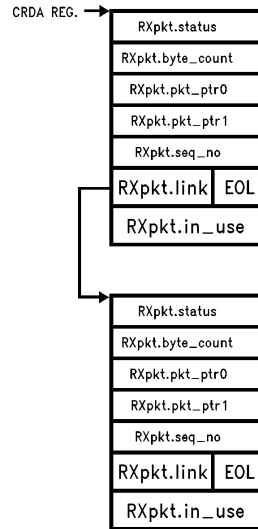 CRDA REG.
RXpkt.status
RXpkt.byte_count
RXpkt.pkt_ptr0
RXpkt.pkt_ptr1
RXpkt.seq_no
RXpkt.link EOL
RXpkt.in_use
RXpkt.status
RXpkt.byte_count
RXpkt.pkt_ptr0
RXpkt.pkt_ptr1
RXpkt.seq_no
RXpkt.link EOL
RXpkt.in_use